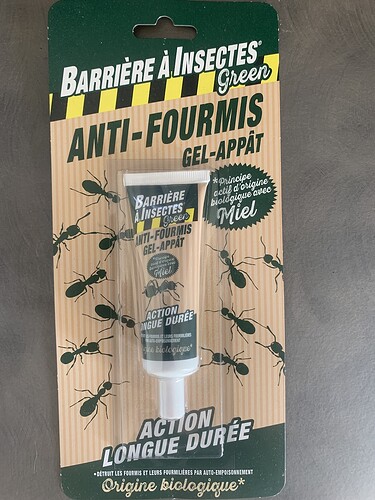 BARRIÈRE À INSECTES®
Green
ANTI-FOURMIS
GEL-APPÂT
*Principe
actif d'origine
biologique avec
Miel
BARRIÈRE
À INSECTES®
Green
ANTI-FOURMIS
GEL-APPÂT
Miel
ACTION
LONGUE DURÉE
biologique*
ACTION
LONGUE DURÉE
*DÉTRUIT LES FOURMIS ET LEURS FOURMILIÈRES PAR AUTO-EMPOISONNEMENT
Origine biologique*